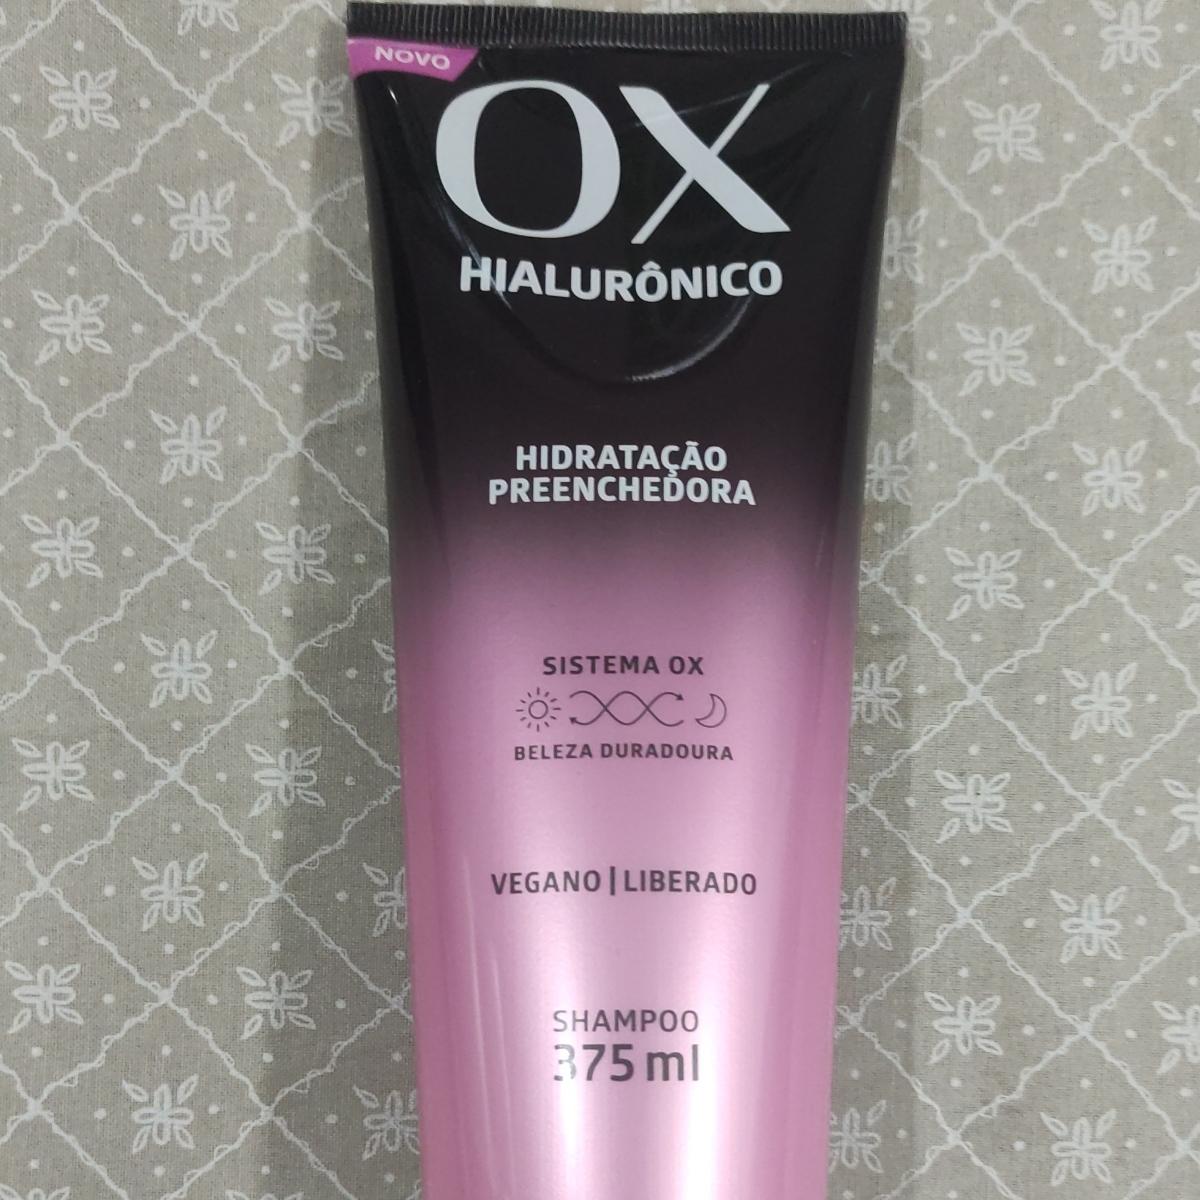 NOVO
OX
HIALURÔNICO
HIDRATAÇÃO
PREENCHEDORA
SISTEMA OX
BELEZA DURADOURA
VEGANO | LIBERADO
SHAMPOO
375 ml